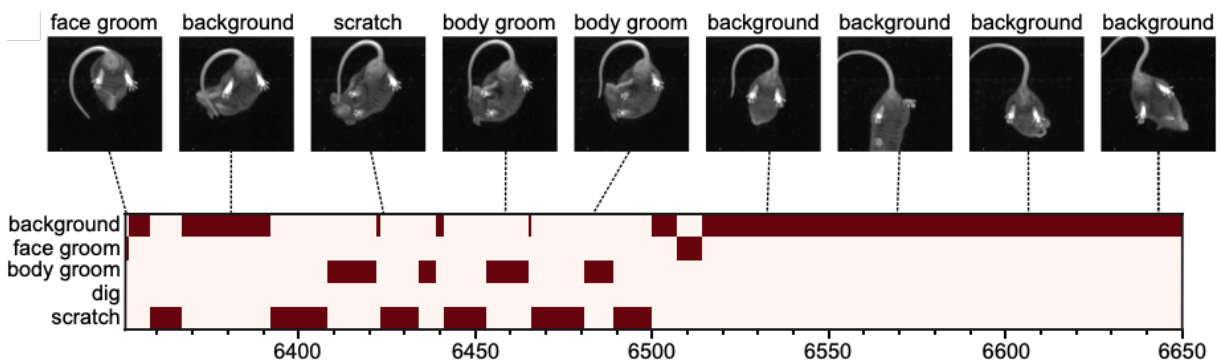 face groom background scratch body groom body groom background background background background
background
face groom
body groom
dig
scratch
6400 6450 6500 6550 6600 6650